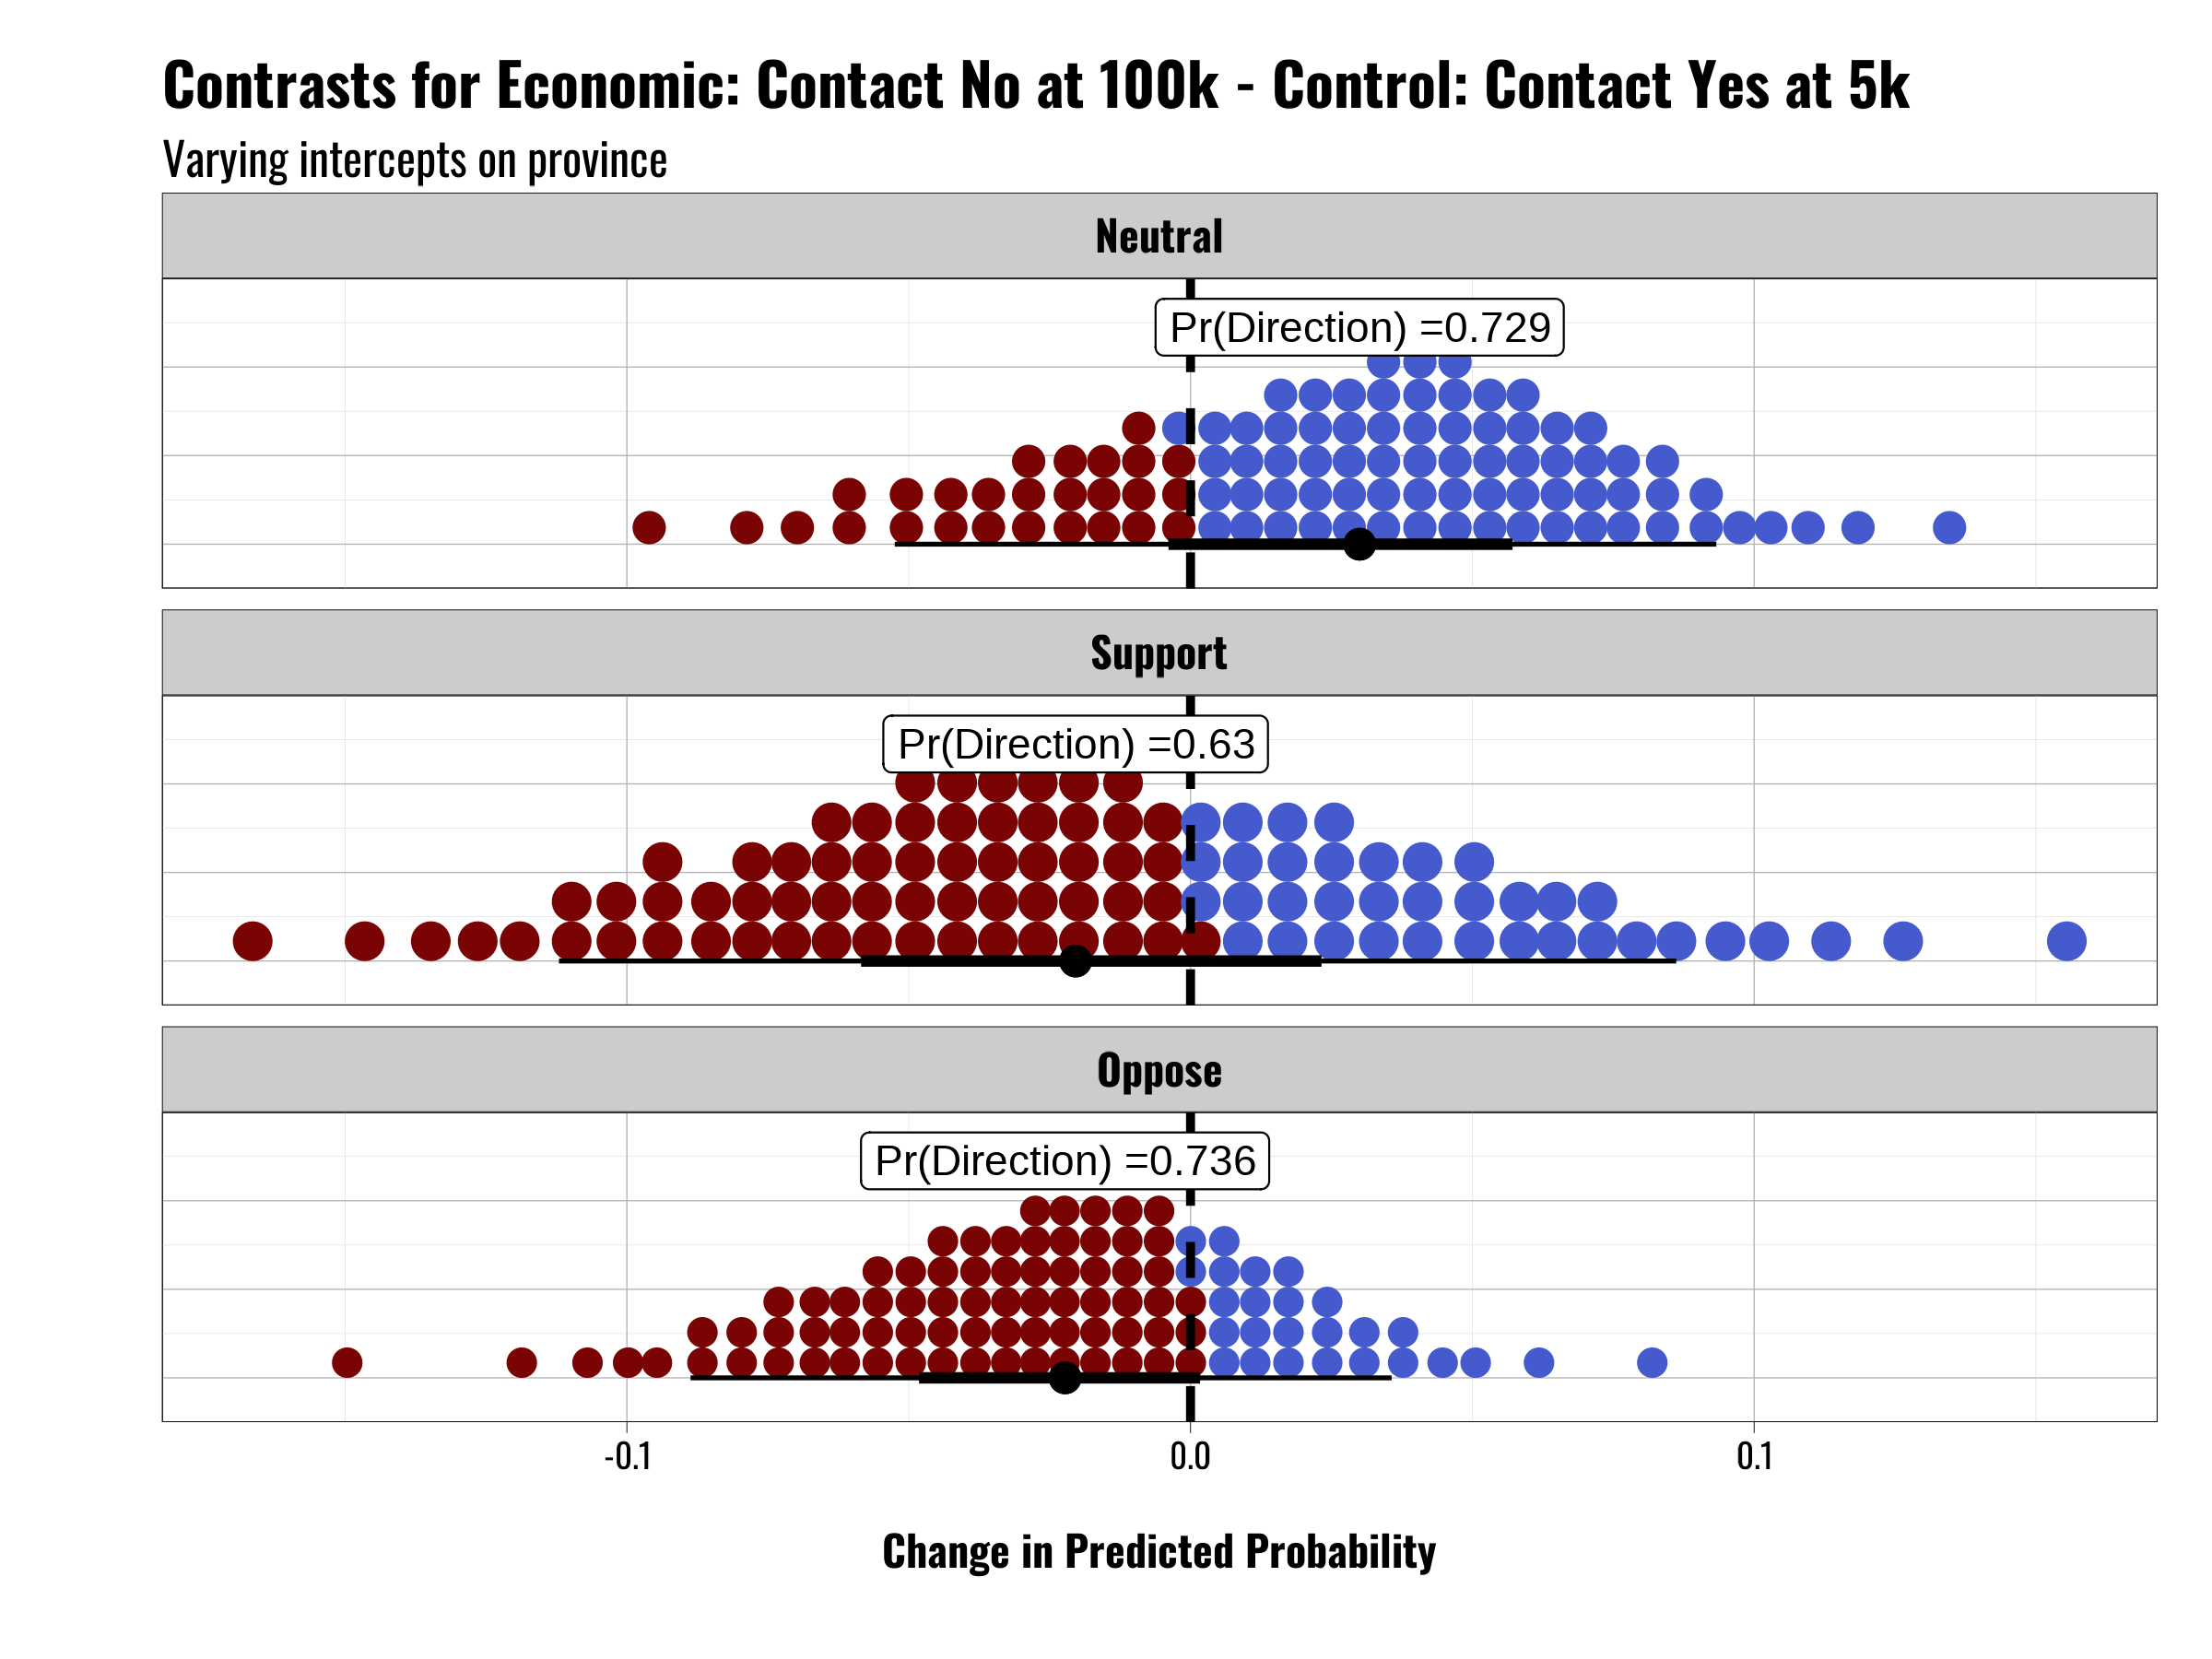 Contrasts for Economic: Contact No at 100k - Control: Contact Yes at 5k
Varying intercepts on province
Neutral
Pr(Direction) =0.729
Support
Pr(Direction) =0.63
Oppose
Pr(Direction) =0.736
-0.1 0.0 0.1
Change in Predicted Probability